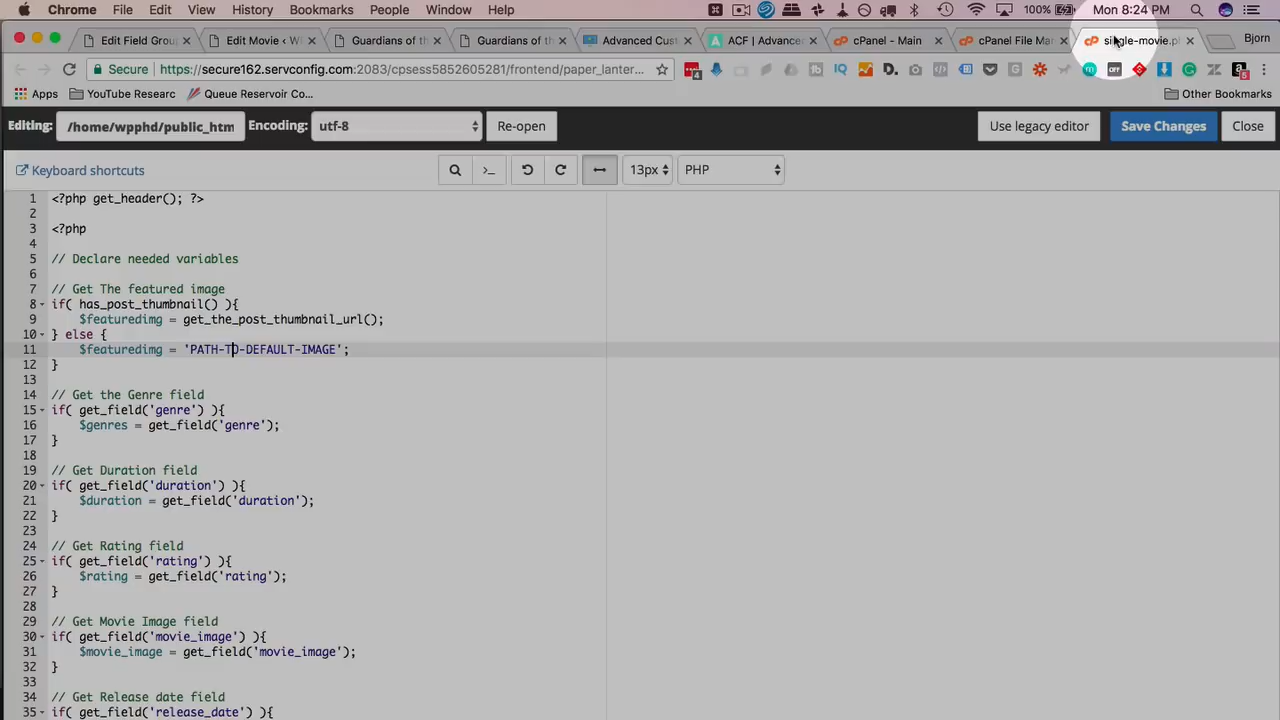 Chrome File Edit View History Bookmarks People Window Help 100% Mon 8:24 PM
Edit Field Grou Edit Movie ‹ W Guardians of th Guardians of th Advanced Cust ACF | Advance cPanel - Main cPanel File Ma single-movie.p Bjorn
Secure https://secure162.servconfig.com:2083/cpsess5852605281/frontend/paper_lanter...
Apps YouTube Researc Queue Reservoir Co... Other Bookmarks
Editing: /home/wpphd/public_htm Encoding: utf-8 Re-open Use legacy editor Save Changes Close
Keyboard shortcuts 13px PHP
1 <?php get_header(); ?>
2
3 <?php
4
5 // Declare needed variables
6
7 // Get The featured image
8 if( has_post_thumbnail() ){
9 $featuredimg = get_the_post_thumbnail_url();
10 } else {
11 $featuredimg = 'PATH-TO-DEFAULT-IMAGE';
12 }
13
14 // Get the Genre field
15 if( get_field('genre') ){
16 $genres = get_field('genre');
17 }
18
19 // Get Duration field
20 if( get_field('duration') ){
21 $duration = get_field('duration');
22 }
23
24 // Get Rating field
25 if( get_field('rating') ){
26 $rating = get_field('rating');
27 }
28
29 // Get Movie Image field
30 if( get_field('movie_image') ){
31 $movie_image = get_field('movie_image');
32 }
33
34 // Get Release date field
35 if( get_field('release_date') ){